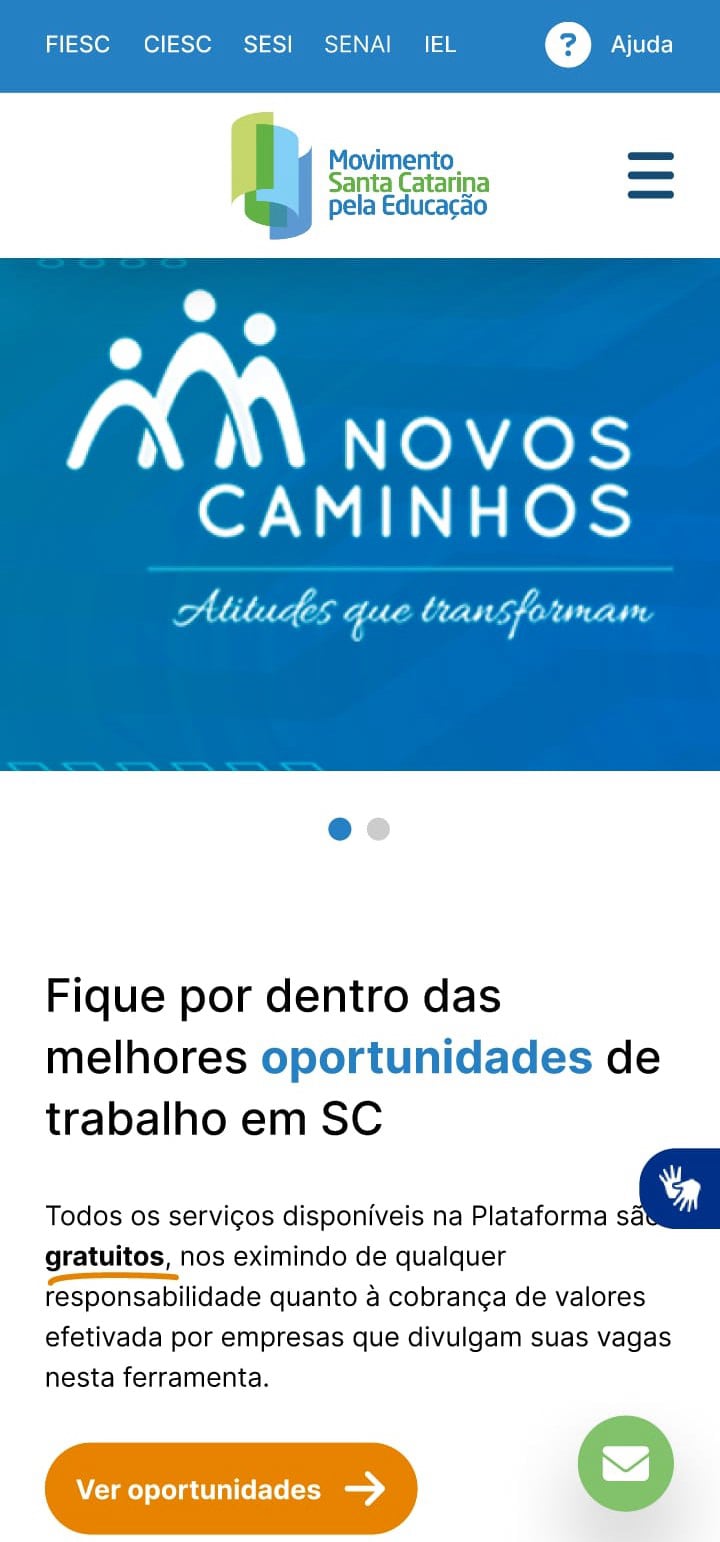 FIESC CIESC SESI SENAI IEL ? Ajuda
Movimento
Santa Catarina
pela Educação
NOVOS
CAMINHOS
Atitudes que transformam
Fique por dentro das
melhores oportunidades de
trabalho em SC
Todos os serviços disponíveis na Plataforma são
gratuitos, nos eximindo de qualquer
responsabilidade quanto à cobrança de valores
efetivada por empresas que divulgam suas vagas
nesta ferramenta.
Ver oportunidades